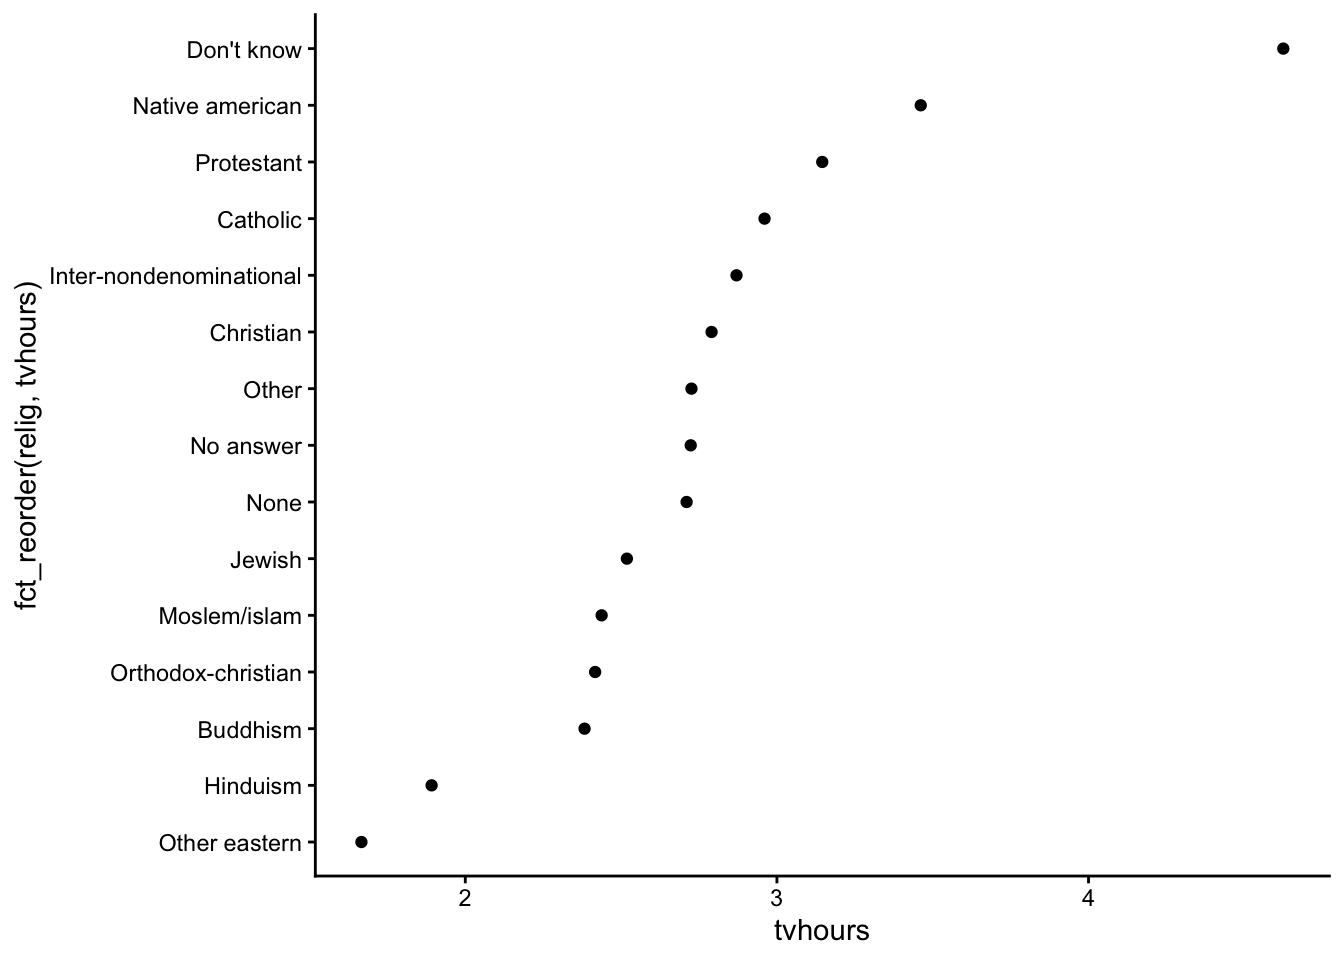 Don't know
Native american
Protestant
Catholic
Inter-nondenominational
Christian
Other
No answer
None
Jewish
Moslem/islam
Orthodox-christian
Buddhism
Hinduism
Other eastern
fct_reorder(relig, tvhours)
2 3 4
tvhours